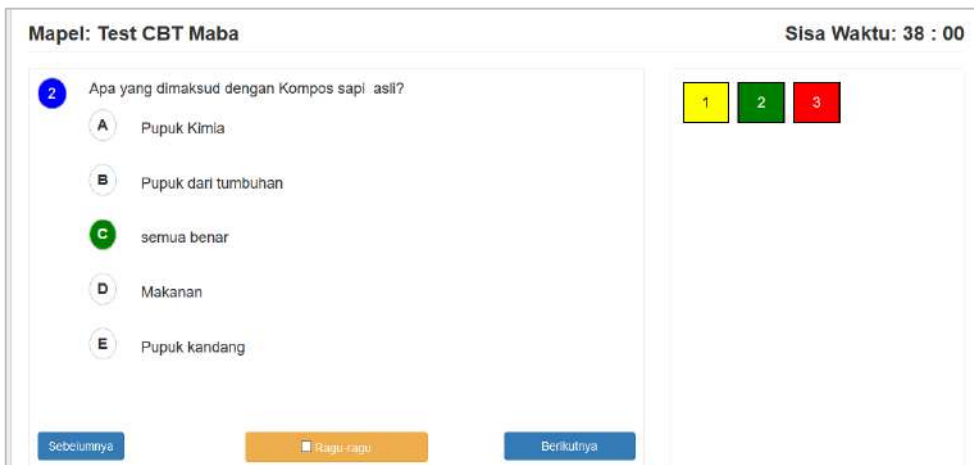 Mapel: Test CBT Maba
Sisa Waktu: 38 : 00
2 Apa yang dimaksud dengan Kompos sapi asli?
A Pupuk Kimia
B Pupuk dari tumbuhan
C semua benar
D Makanan
E Pupuk kandang
Sebelumnya Ragu-ragu Berikutnya
1 2 3